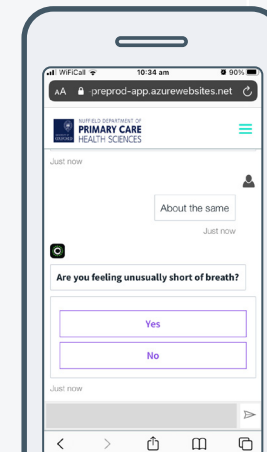 WiFiCall 10:34 am 90%
AA -preprod-app.azurewebsites.net
NUFFIELD DEPARTMENT OF
PRIMARY CARE
HEALTH SCIENCES
Just now
About the same
Just now
Are you feeling unusually short of breath?
Yes
No
Just now